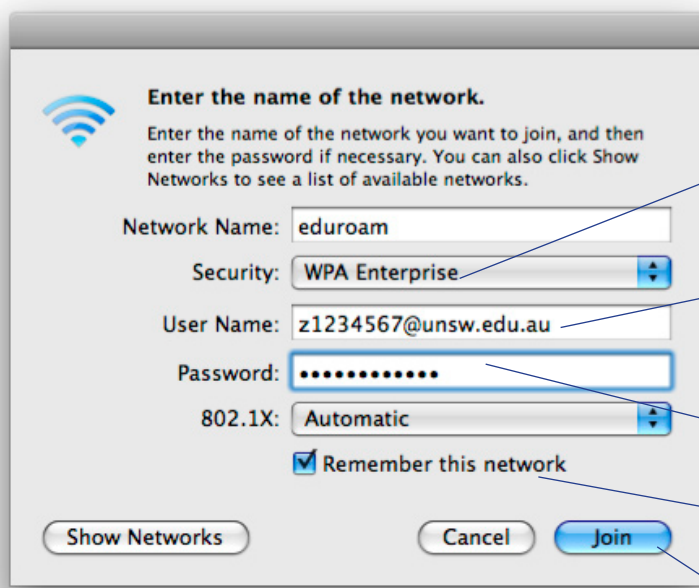 Enter the name of the network.
Enter the name of the network you want to join, and then
enter the password if necessary. You can also click Show
Networks to see a list of available networks.
Network Name: eduroam
Security: WPA Enterprise
User Name: z1234567@unsw.edu.au
Password: ••••••••••••
802.1X: Automatic
Remember this network
Show Networks Cancel Join